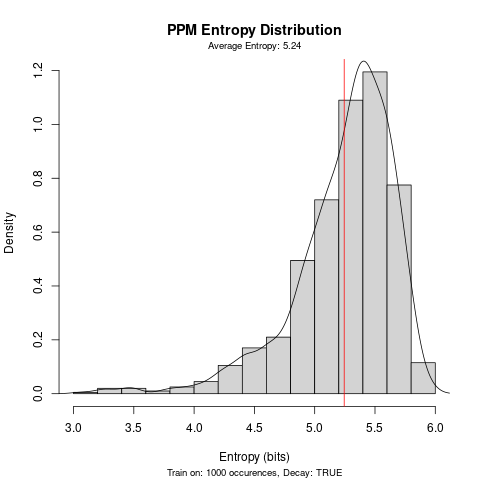 PPM Entropy Distribution
Average Entropy: 5.24
1.2
1.0
0.8
0.6
0.4
0.2
0.0
Density
3.0 3.5 4.0 4.5 5.0 5.5 6.0
Entropy (bits)
Train on: 1000 occurences, Decay: TRUE